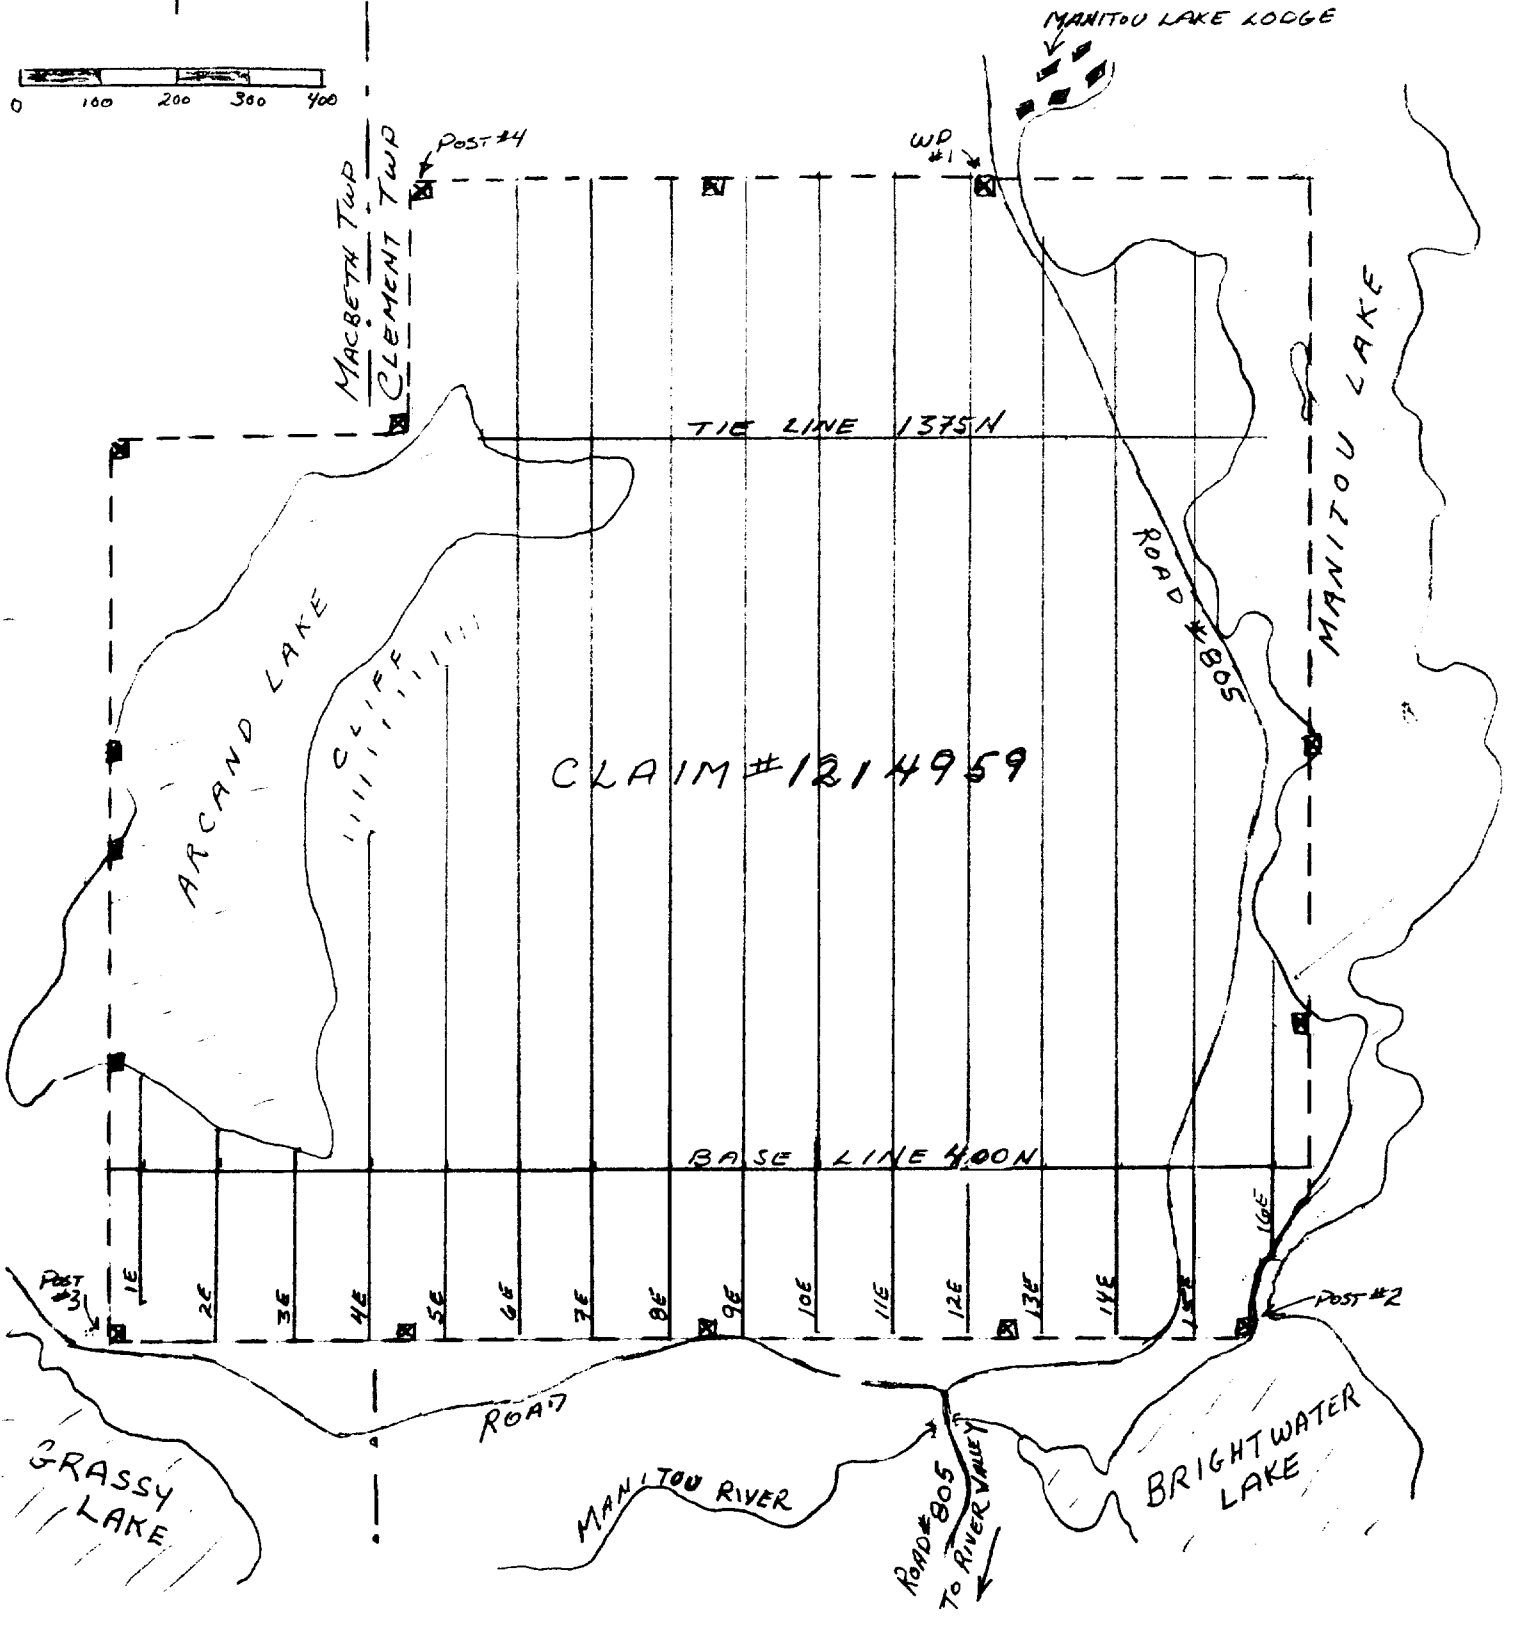 MANITOU LAKE LODGE
0 100 200 300 400
POST #4
WP
#1
MACBETH TWP
CLEMENT TWP
TIE LINE 1375N
MANITOU LAKE
ROAD #805
ARCAND LAKE
CLIFF
CLAIM #1214959
BASE LINE 400N
POST
#3
1E 2E 3E 4E 5E 6E 7E 8E 9E 10E 11E 12E 13E 14E 15E 16E
POST #2
ROAD
GRASSY
LAKE
MANITOU RIVER
ROAD # 805
TO RIVER VALLEY
BRIGHTWATER
LAKE